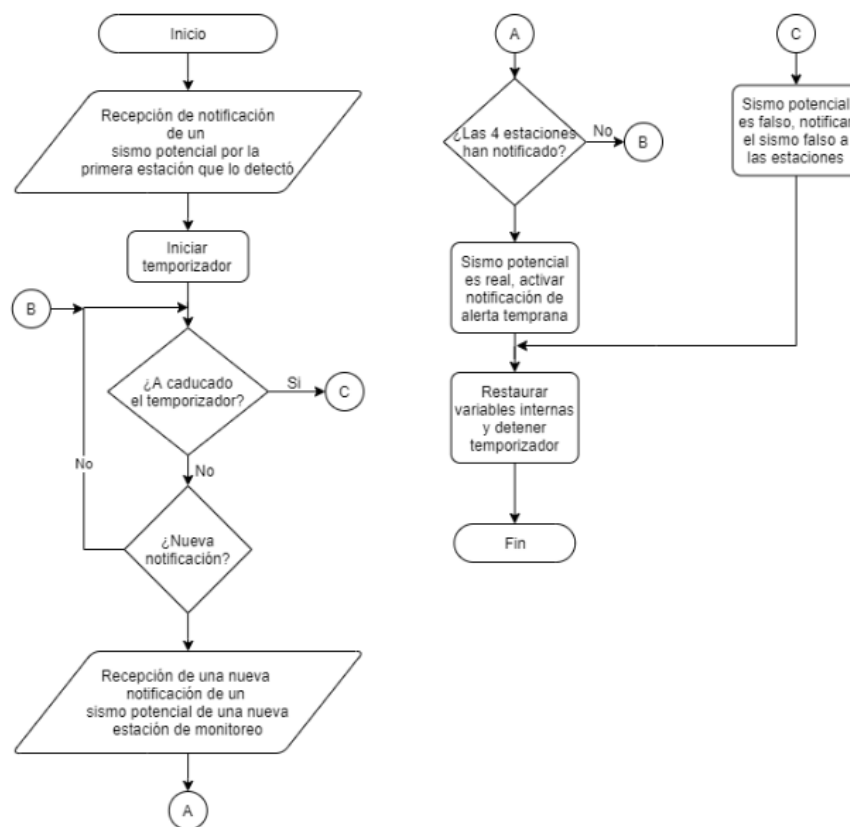 Inicio
Recepción de notificación
de un
sismo potencial por la
primera estación que lo detectó
Iniciar
temporizador
B
¿A caducado
el temporizador?
Si
C
No
No
¿Nueva
notificación?
Recepción de una nueva
notificación de un
sismo potencial de una nueva
estación de monitoreo
A
A
¿Las 4 estaciones
han notificado?
No
B
Sismo potencial
es real, activar
notificación de
alerta temprana
Restaurar
variables internas
y detener
temporizador
Fin
C
Sismo potencial
es falso, notificar
el sismo falso a
las estaciones